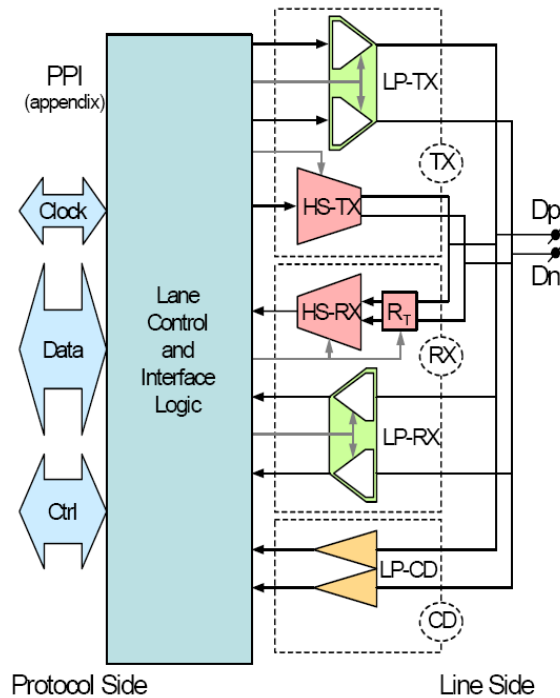 PPI
(appendix)
Clock
Data
Ctrl
Lane
Control
and
Interface
Logic
LP-TX
TX
HS-TX
HS-RX
RT
RX
LP-RX
LP-CD
CD
Dp
Dn
Protocol Side
Line Side